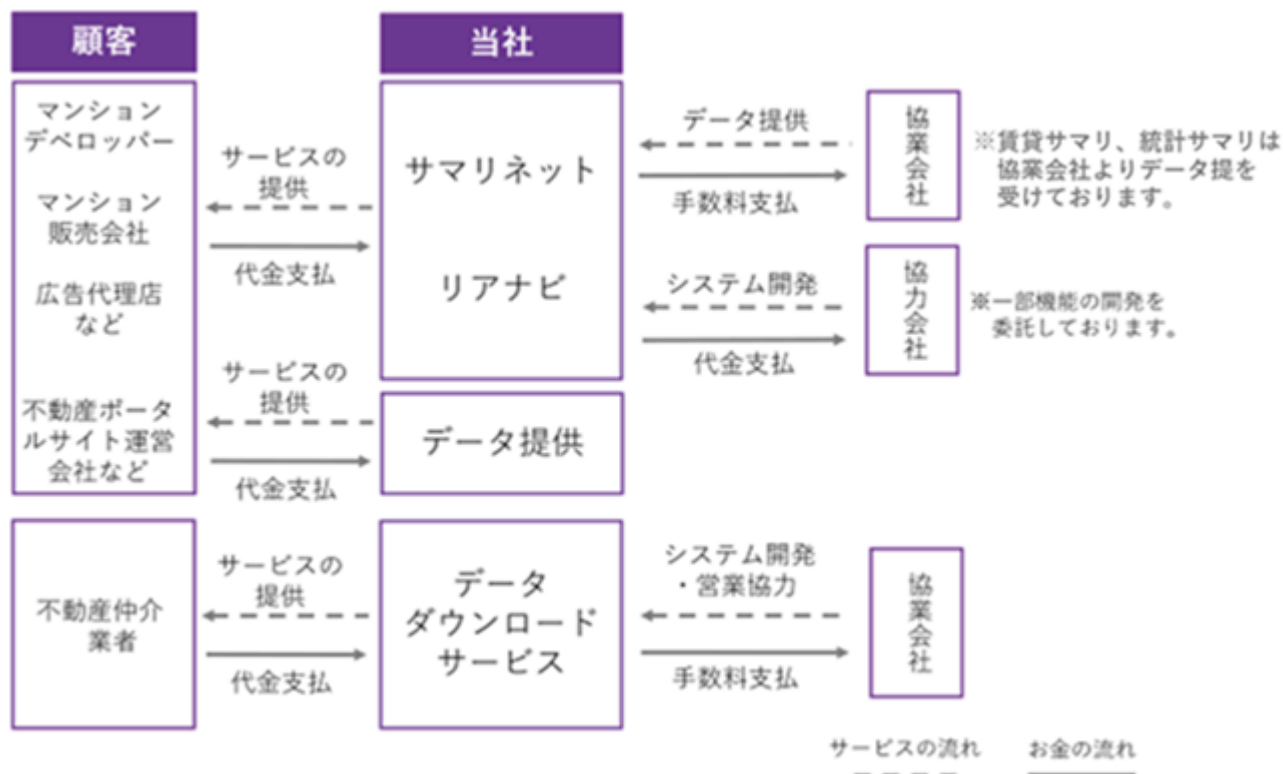 顧客
当社
マンション
デベロッパー
マンション
販売会社
広告代理店
など
不動産ポータ
ルサイト運営
会社など
サービスの
提供
代金支払
サービスの
提供
代金支払
サマリネット
リアナビ
データ提供
データ提供
手数料支払
協業会社
※賃貸サマリ、統計サマリは
協業会社よりデータ提を
受けております。
システム開発
代金支払
協力会社
※一部機能の開発を
委託しております。
不動産仲介
業者
サービスの
提供
代金支払
データ
ダウンロード
サービス
システム開発
・営業協力
手数料支払
協業会社
サービスの流れ
お金の流れ